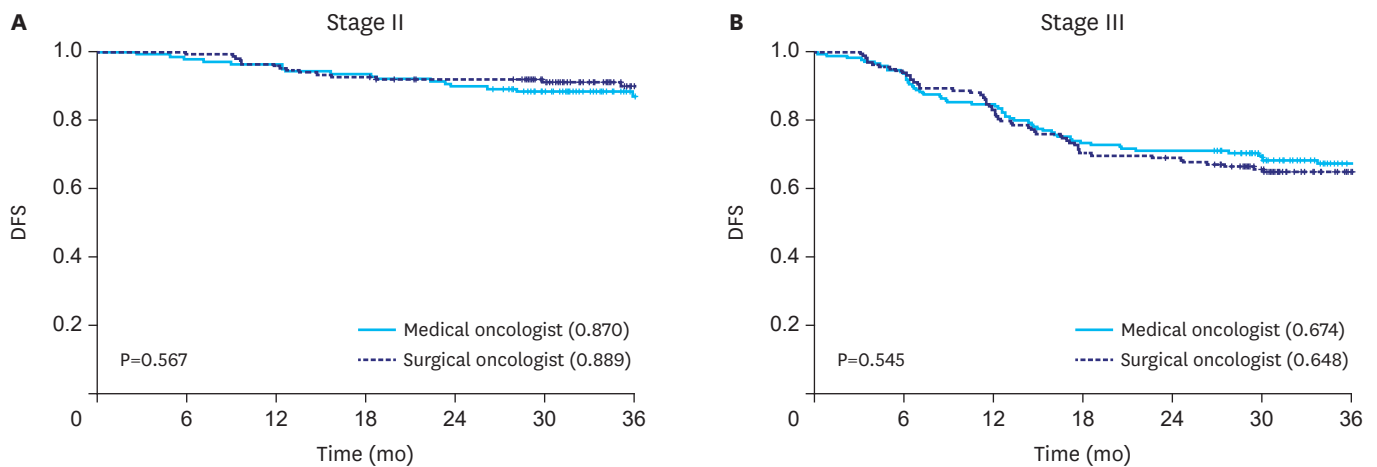 A
Stage II
1.0
0.8
0.6
0.4
0.2
0
DFS
Medical oncologist (0.870)
P=0.567
Surgical oncologist (0.889)
6 12 18 24 30 36
Time (mo)
B
Stage III
1.0
0.8
0.6
0.4
0.2
0
DFS
Medical oncologist (0.674)
P=0.545
Surgical oncologist (0.648)
6 12 18 24 30 36
Time (mo)